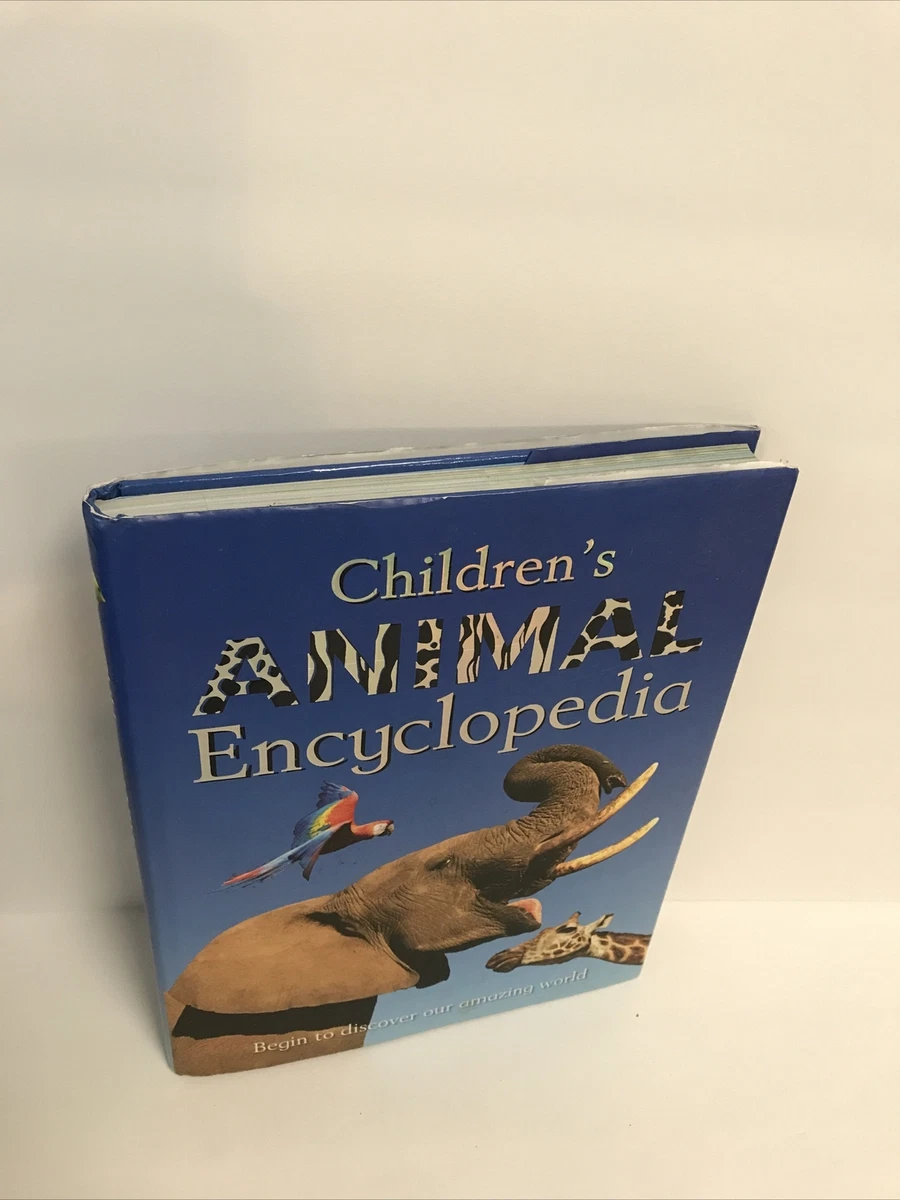 Children's
ANIMAL
Encyclopedia
Begin to discover our amazing world